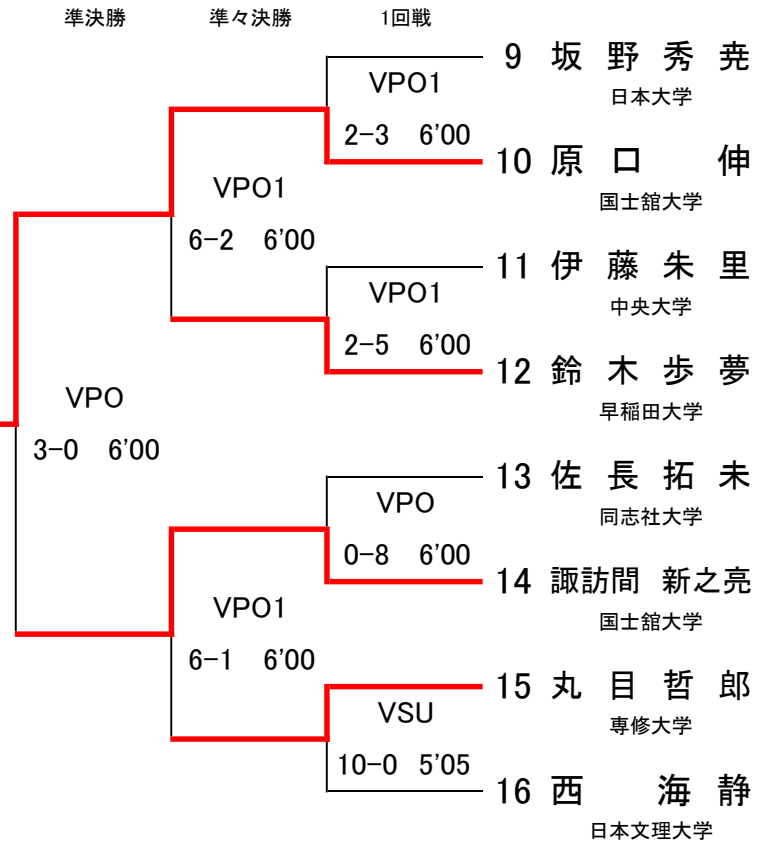 準決勝 準々決勝 1回戦
9 坂野秀尭
日本大学
VPO1
2-3 6'00
10 原口 伸
国士舘大学
VPO1
6-2 6'00
11 伊藤朱里
中央大学
VPO1
2-5 6'00
12 鈴木歩夢
早稲田大学
VPO
3-0 6'00
13 佐長拓未
同志社大学
VPO
0-8 6'00
14 諏訪間 新之亮
国士舘大学
VPO1
6-1 6'00
15 丸目哲郎
専修大学
VSU
10-0 5'05
16 西 海静
日本文理大学